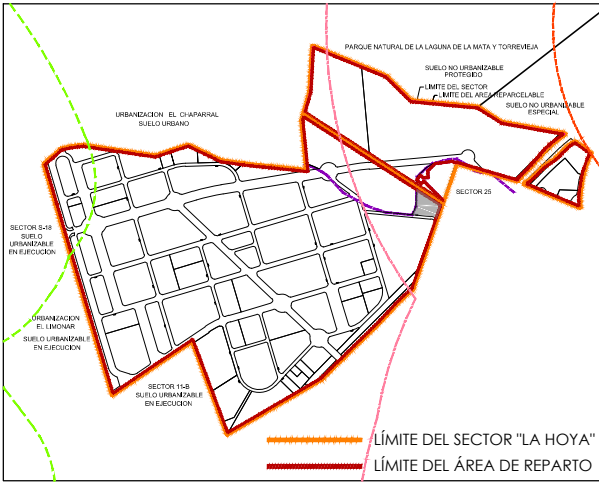 PARQUE NATURAL DE LA LAGUNA DE LA MATA Y TORREVIEJA
SUELO NO URBANIZABLE
PROTEGIDO
LIMITE DEL SECTOR
LIMITE DEL AREA REPARCELABLE
SUELO NO URBANIZABLE
ESPECIAL
URBANIZACION EL CHAPARRAL
SUELO URBANO
SECTOR 25
SECTOR S-18
SUELO
URBANIZABLE
EN EJECUCION
URBANIZACION
EL LIMONAR
SUELO URBANIZABLE
EN EJECUCION
SECTOR 11-B
SUELO URBANIZABLE
EN EJECUCION
LÍMITE DEL SECTOR "LA HOYA"
LÍMITE DEL ÁREA DE REPARTO